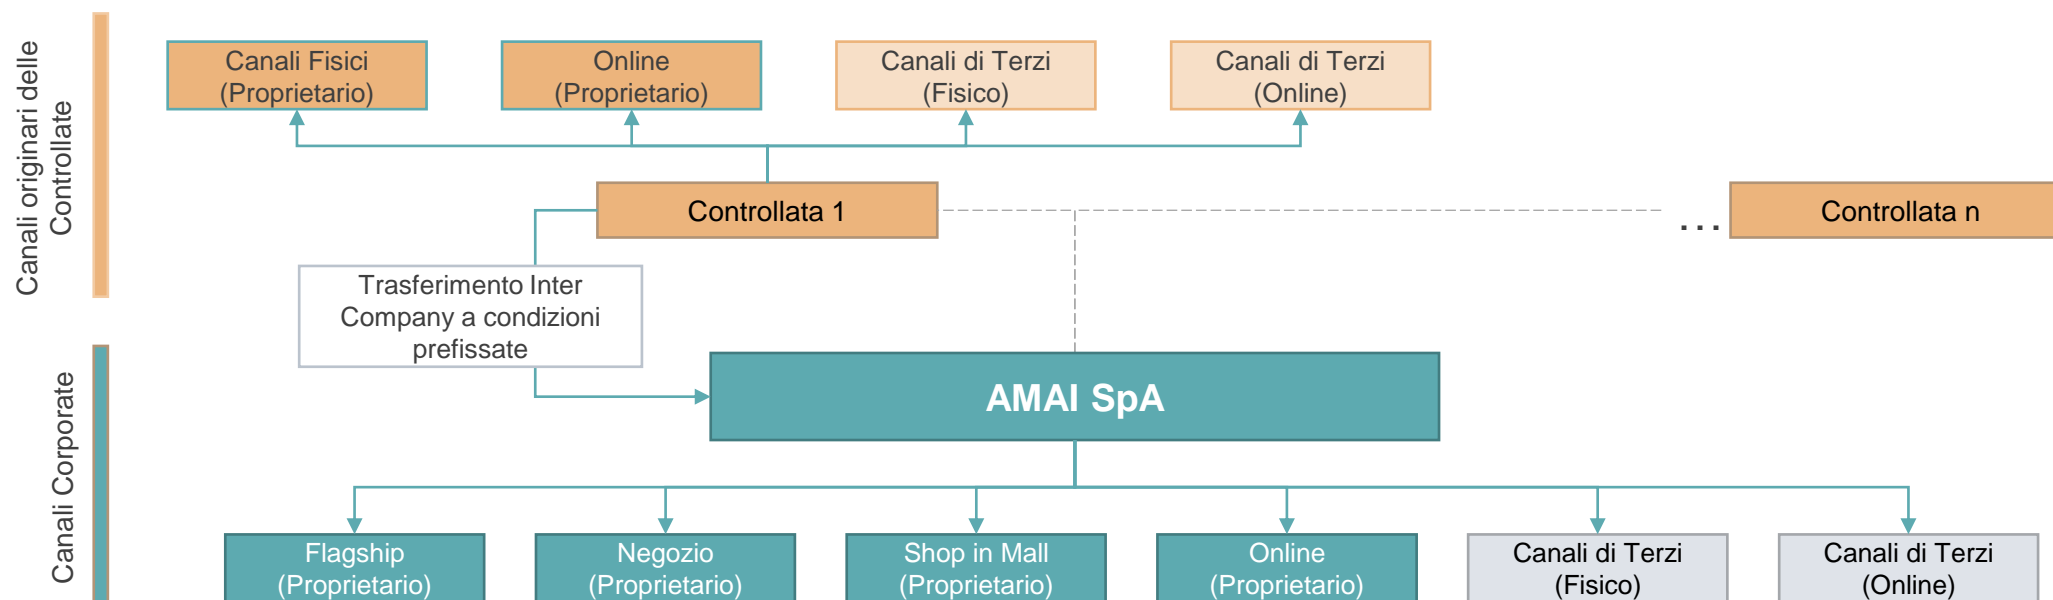 Canali originari delle
Controllate
Canali Fisici
(Proprietario)
Online
(Proprietario)
Canali di Terzi
(Fisico)
Canali di Terzi
(Online)
Controllata 1
...
Controllata n
Trasferimento Inter
Company a condizioni
prefissate
Canali Corporate
AMAI SpA
Flagship
(Proprietario)
Negozio
(Proprietario)
Shop in Mall
(Proprietario)
Online
(Proprietario)
Canali di Terzi
(Fisico)
Canali di Terzi
(Online)